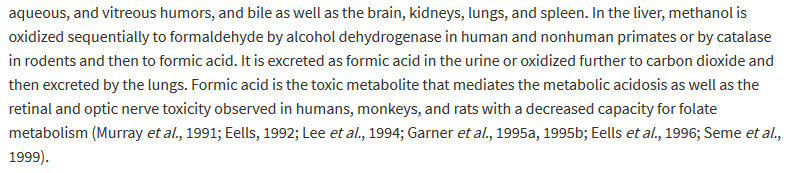 aqueous, and vitreous humors, and bile as well as the brain, kidneys, lungs, and spleen. In the liver, methanol is
oxidized sequentially to formaldehyde by alcohol dehydrogenase in human and nonhuman primates or by catalase
in rodents and then to formic acid. It is excreted as formic acid in the urine or oxidized further to carbon dioxide and
then excreted by the lungs. Formic acid is the toxic metabolite that mediates the metabolic acidosis as well as the
retinal and optic nerve toxicity observed in humans, monkeys, and rats with a decreased capacity for folate
metabolism (Murray et al., 1991; Eells, 1992; Lee et al., 1994; Garner et al., 1995a, 1995b; Eells et al., 1996; Seme et al.,
1999).